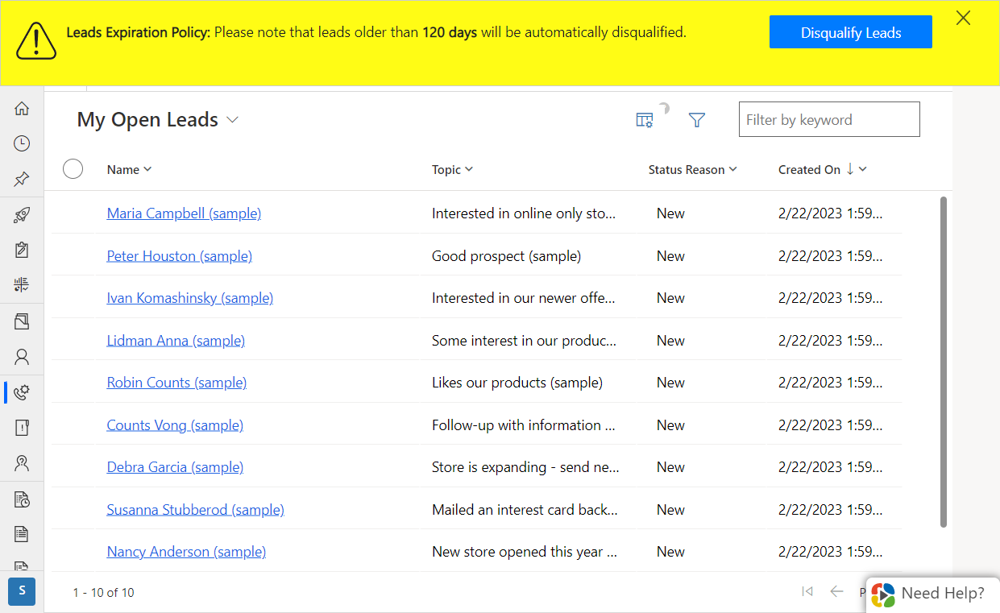 Leads Expiration Policy: Please note that leads older than 120 days will be automatically disqualified.
Disqualify Leads
My Open Leads
Filter by keyword
Name Topic Status Reason Created On
Maria Campbell (sample) Interested in online only sto... New 2/22/2023 1:59...
Peter Houston (sample) Good prospect (sample) New 2/22/2023 1:59...
Ivan Komashinsky (sample) Interested in our newer offe... New 2/22/2023 1:59...
Lidman Anna (sample) Some interest in our produc... New 2/22/2023 1:59...
Robin Counts (sample) Likes our products (sample) New 2/22/2023 1:59...
Counts Vong (sample) Follow-up with information ... New 2/22/2023 1:59...
Debra Garcia (sample) Store is expanding - send ne... New 2/22/2023 1:59...
Susanna Stubberod (sample) Mailed an interest card back... New 2/22/2023 1:59...
Nancy Anderson (sample) New store opened this year ... New 2/22/2023 1:59...
S
1 - 10 of 10
Need Help?